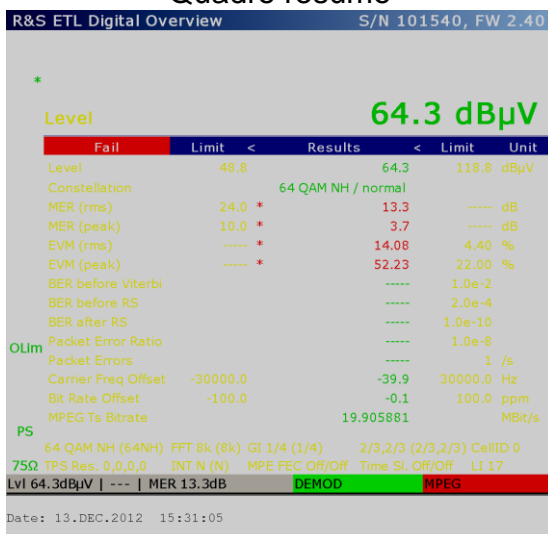 Quadro resumo
R&S ETL Digital Overview S/N 101540, FW 2.40
*
Level 64.3 dBµV
Fail Limit < Results < Limit Unit
Level 48.8 64.3 118.8 dBµV
Constellation 64 QAM NH / normal
MER (rms) 24.0 * 13.3 ----- dB
MER (peak) 10.0 * 3.7 ----- dB
EVM (rms) ----- * 14.08 4.40 %
EVM (peak) ----- * 52.23 22.00 %
BER before Viterbi ----- 1.0e-2
BER before RS ----- 2.0e-4
BER after RS ----- 1.0e-10
OLim Packet Error Ratio ----- 1.0e-8
Packet Errors ----- 1 /s
Carrier Freq Offset -30000.0 -39.9 30000.0 Hz
Bit Rate Offset -100.0 -0.1 100.0 ppm
MPEG Ts Bitrate 19.905881 MBit/s
PS
64 QAM NH (64NH) FFT 8k (8k) GI 1/4 (1/4) 2/3,2/3 (2/3,2/3) CellID 0
75Ω TPS Res. 0,0,0,0 INT N (N) MPE FEC Off/Off Time Sl. Off/Off LI 17
Lvl 64.3dBµV | --- | MER 13.3dB DEMOD MPEG
Date: 13.DEC.2012 15:31:05